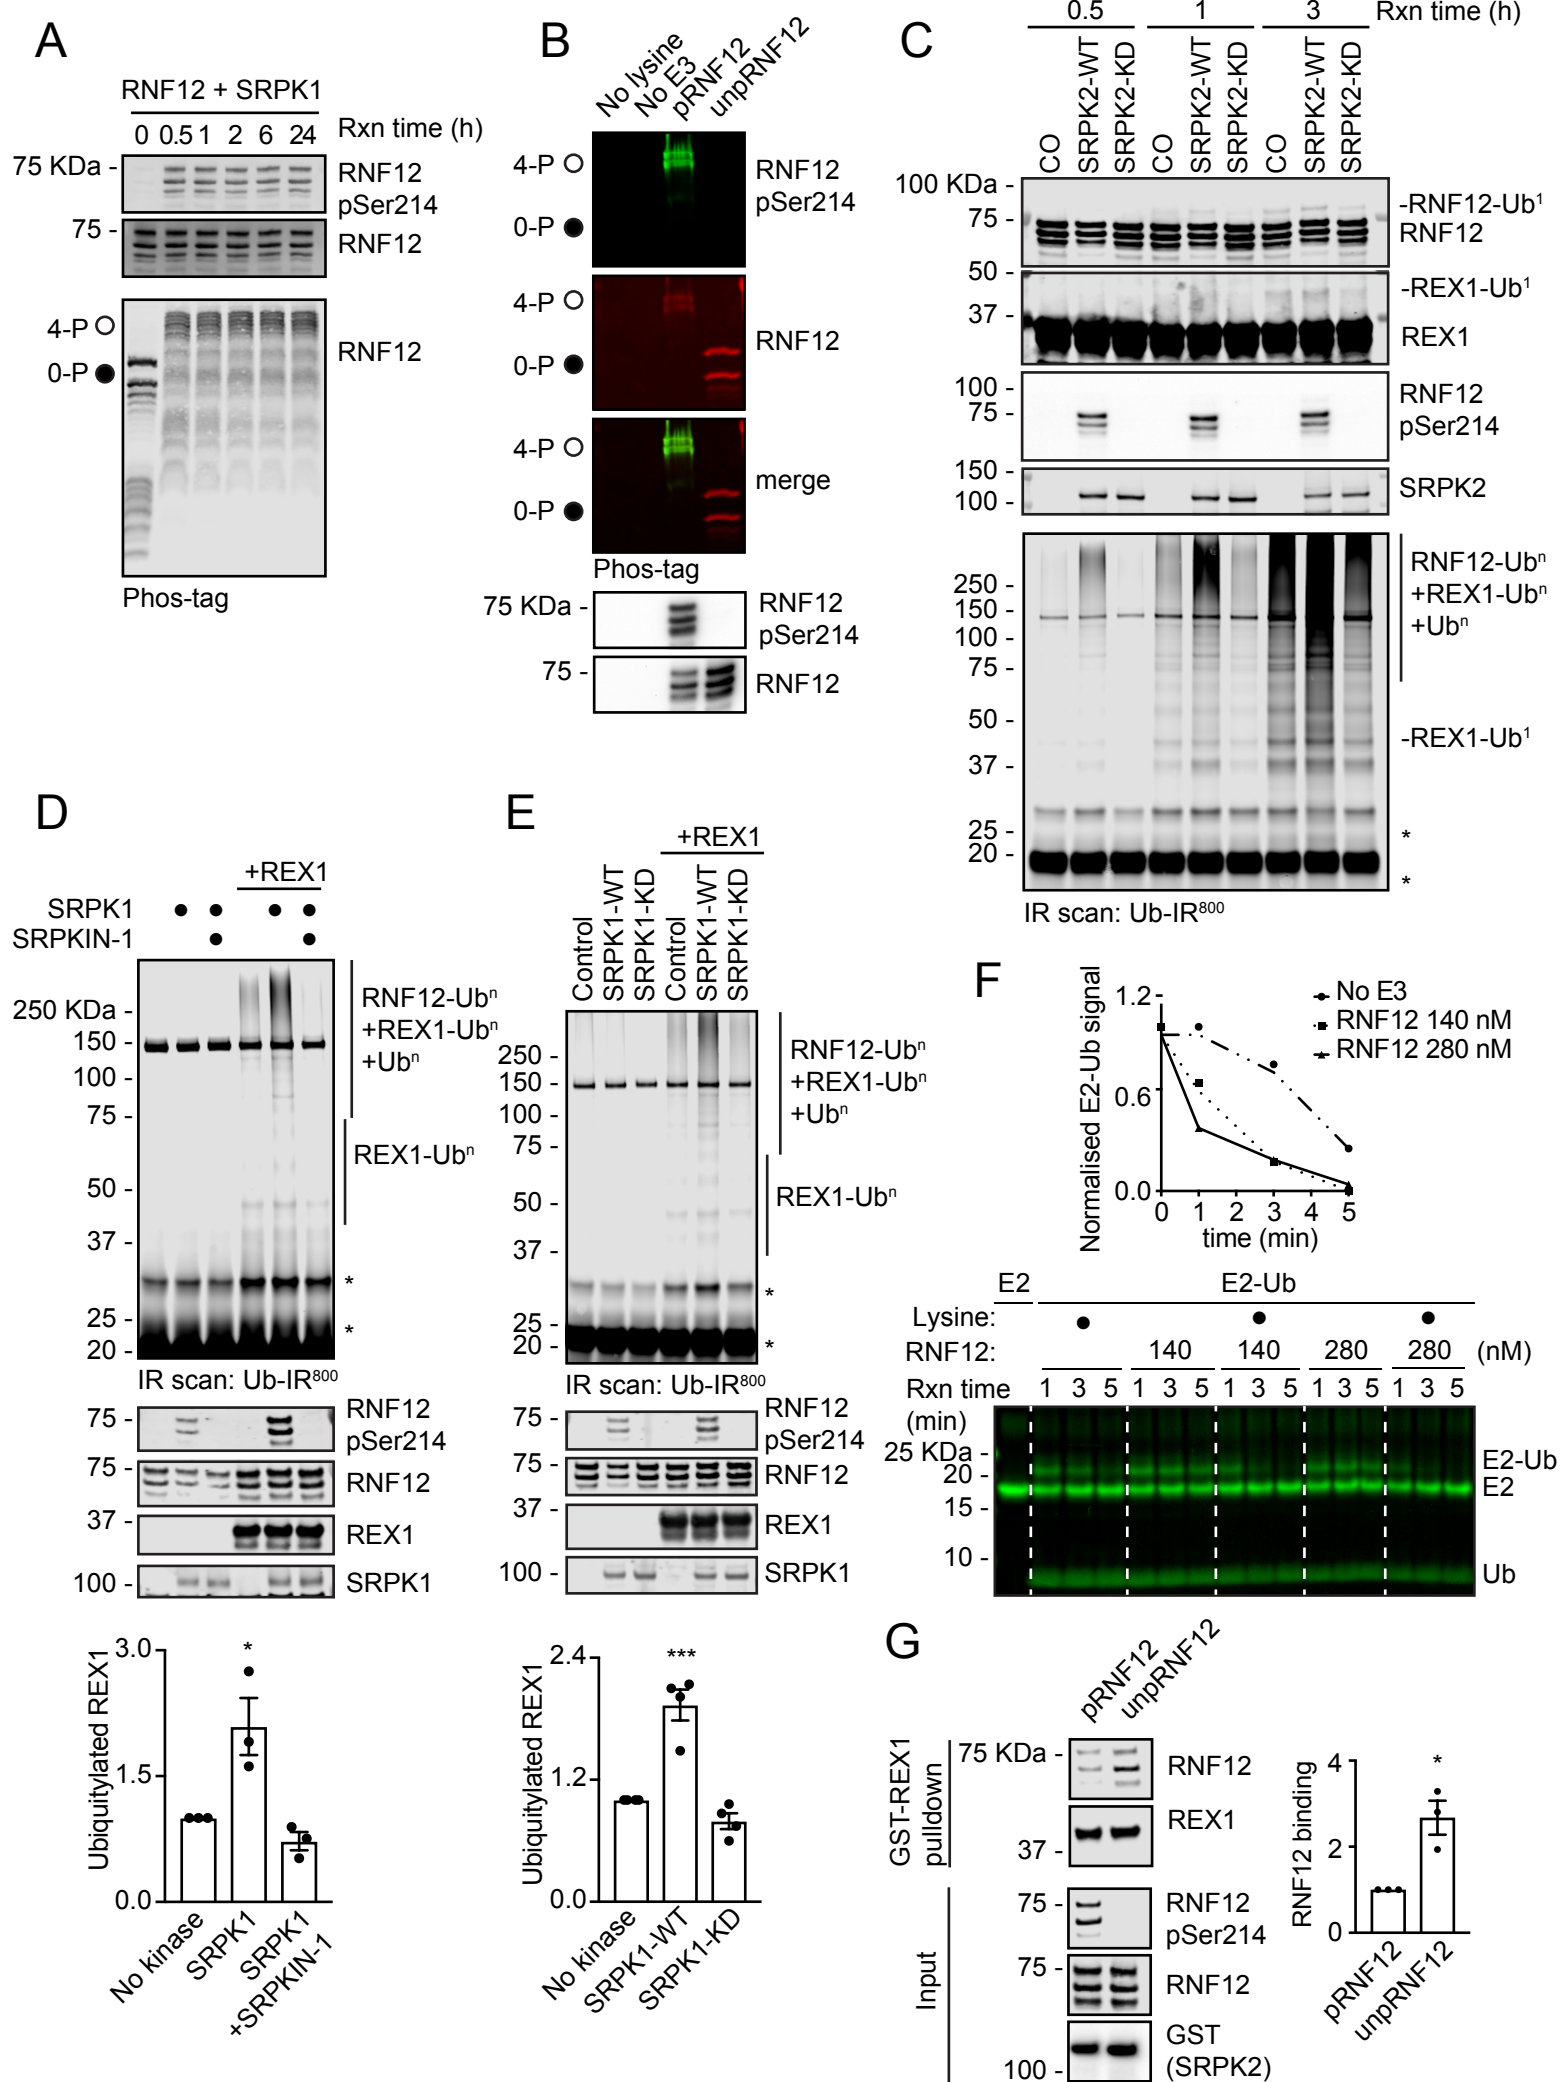 A
RNF12 + SRPK1
0 0.5 1 2 6 24 Rxn time (h)
75 KDa -
RNF12
pSer214
75 -
RNF12
4-P
0-P
RNF12
Phos-tag
B
No lysine
No E3
pRNF12
unpRNF12
4-P
0-P
RNF12
pSer214
4-P
0-P
RNF12
4-P
0-P
merge
Phos-tag
75 KDa -
RNF12
pSer214
75 -
RNF12
C
0.5 1 3 Rxn time (h)
CO
SRPK2-WT
SRPK2-KD
CO
SRPK2-WT
SRPK2-KD
CO
SRPK2-WT
SRPK2-KD
100 KDa -
75 -
-RNF12-Ub¹
RNF12
50 -
37 -
-REX1-Ub¹
REX1
100 -
75 -
RNF12
pSer214
150 -
100 -
SRPK2
250 -
150 -
100 -
75 -
50 -
37 -
25 -
20 -
RNF12-Ubⁿ
+REX1-Ubⁿ
+Ubⁿ
-REX1-Ub¹
*
*
IR scan: Ub-IR⁸⁰⁰
D
+REX1
SRPK1
SRPKIN-1
250 KDa -
150 -
100 -
75 -
50 -
37 -
25 -
20 -
RNF12-Ubⁿ
+REX1-Ubⁿ
+Ubⁿ
REX1-Ubⁿ
*
*
IR scan: Ub-IR⁸⁰⁰
75 -
RNF12
pSer214
75 -
RNF12
37 -
REX1
100 -
SRPK1
Ubiquitylated REX1
3.0
1.5
0.0
*
No kinase
SRPK1
SRPK1
+SRPKIN-1
E
+REX1
Control
SRPK1-WT
SRPK1-KD
Control
SRPK1-WT
SRPK1-KD
250 -
150 -
100 -
75 -
50 -
37 -
25 -
20 -
RNF12-Ubⁿ
+REX1-Ubⁿ
+Ubⁿ
REX1-Ubⁿ
*
*
IR scan: Ub-IR⁸⁰⁰
75 -
RNF12
pSer214
75 -
RNF12
37 -
REX1
100 -
SRPK1
Ubiquitylated REX1
2.4
1.2
0.0
***
No kinase
SRPK1-WT
SRPK1-KD
F
Normalised E2-Ub signal
1.2
0.6
0.0
0 1 2 3 4 5
time (min)
No E3
RNF12 140 nM
RNF12 280 nM
E2 E2-Ub
Lysine:
RNF12: 140 140 280 280 (nM)
Rxn time 1 3 5 1 3 5 1 3 5 1 3 5 1 3 5
(min)
25 KDa -
20 -
15 -
10 -
E2-Ub
E2
Ub
G
pRNF12
unpRNF12
GST-REX1
pulldown
75 KDa -
RNF12
REX1
37 -
Input
75 -
RNF12
pSer214
75 -
RNF12
GST
(SRPK2)
100 -
RNF12 binding
4
2
0
*
pRNF12
unpRNF12